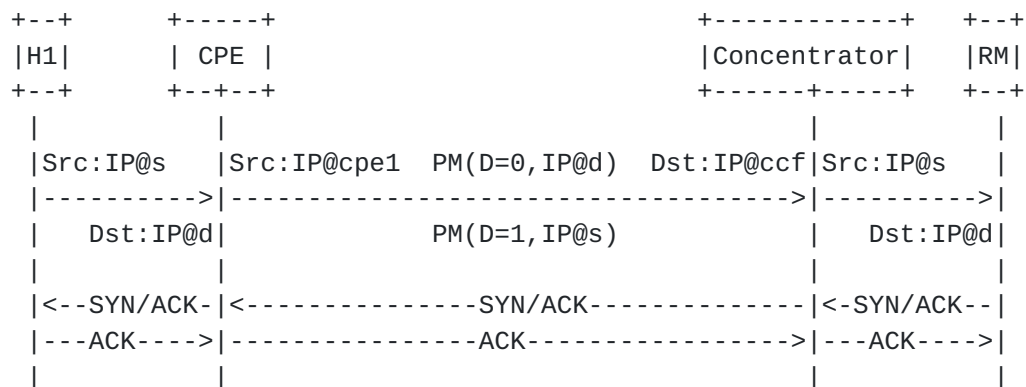 +--+      +-----+                          +------------+   +--+
|H1|      | CPE |                          |Concentrator|   |RM|
+--+      +--+--+                          +------+-----+   +--+
 |           |                                    |           |
 |Src:IP@s   |Src:IP@cpe1  PM(D=0,IP@d)  Dst:IP@ccf|Src:IP@s   |
 |---------->|------------------------------------>|---------->|
 |   Dst:IP@d|             PM(D=1,IP@s)            |   Dst:IP@d|
 |           |                                    |           |
 |<--SYN/ACK-|<---------------SYN/ACK-------------|<-SYN/ACK--|
 |---ACK---->|----------------ACK----------------->|---ACK---->|
 |           |                                    |           |